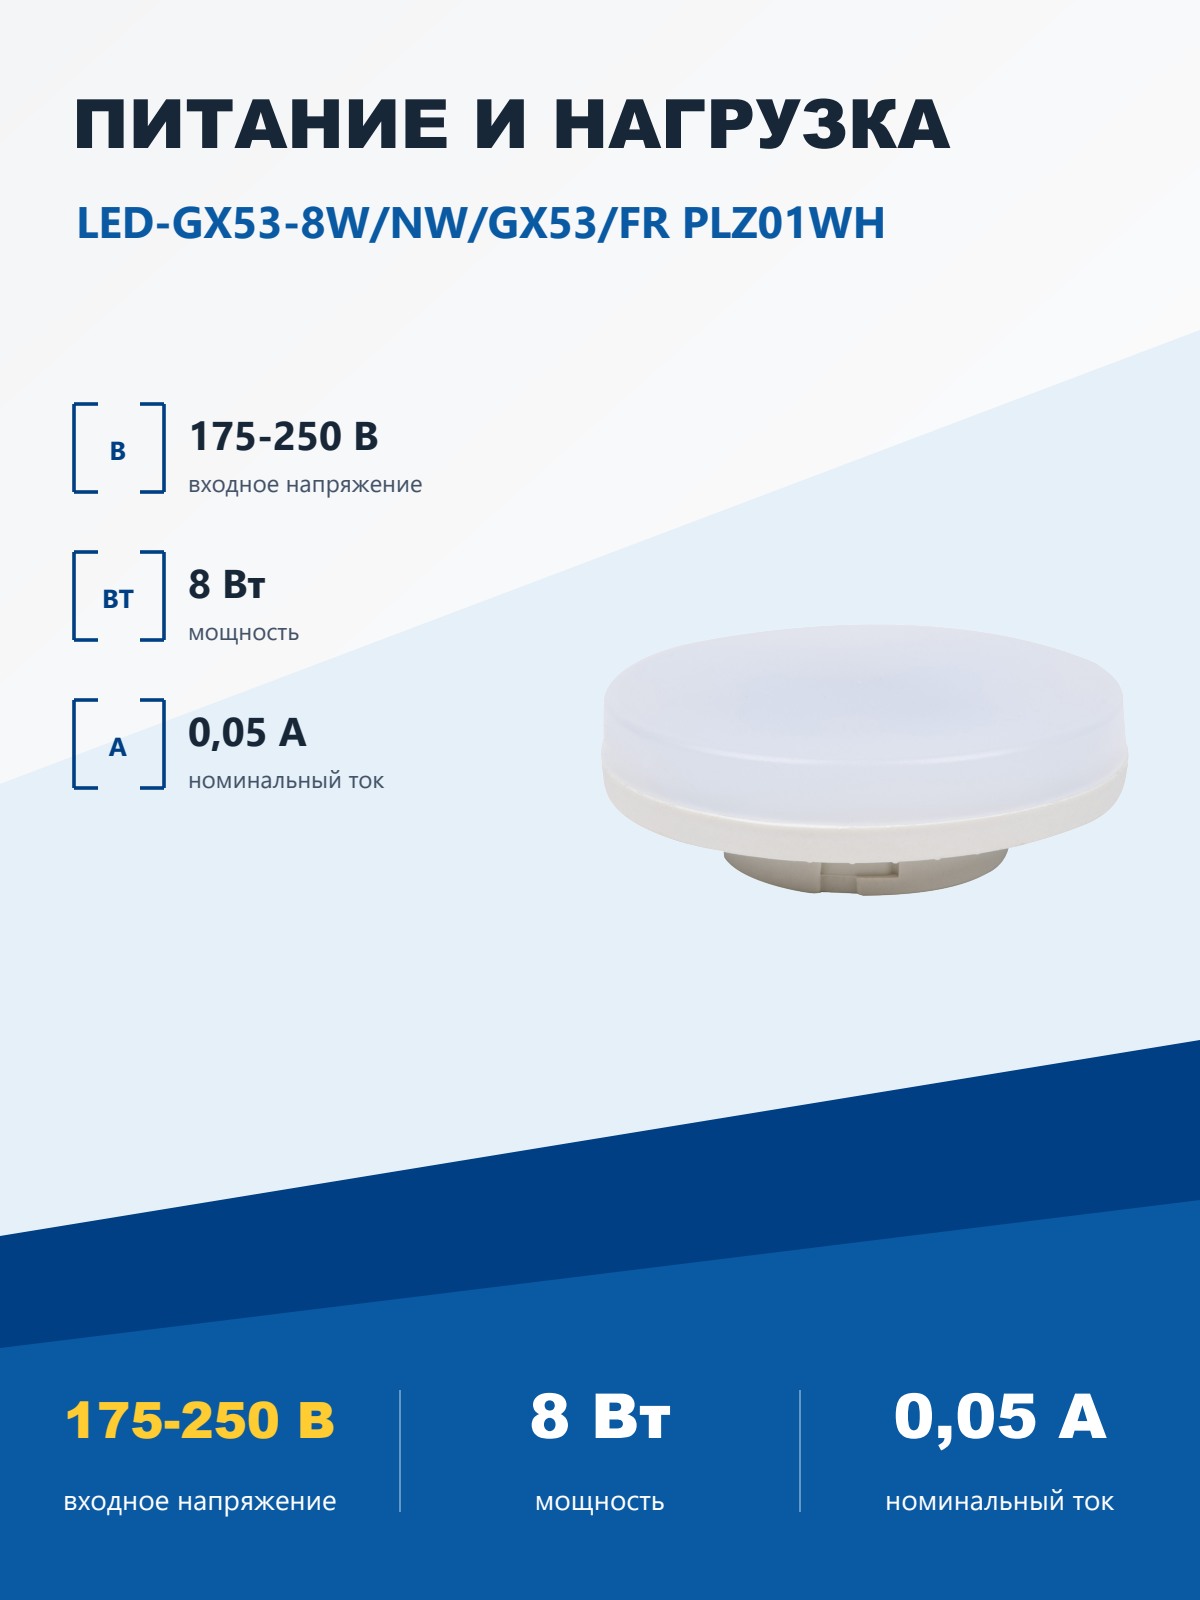 ПИТАНИЕ И НАГРУЗКА
LED-GX53-8W/NW/GX53/FR PLZ01WH
В
175-250 В
входное напряжение
ВТ
8 Вт
мощность
А
0,05 А
номинальный ток
175-250 В
входное напряжение
8 Вт
мощность
0,05 А
номинальный ток